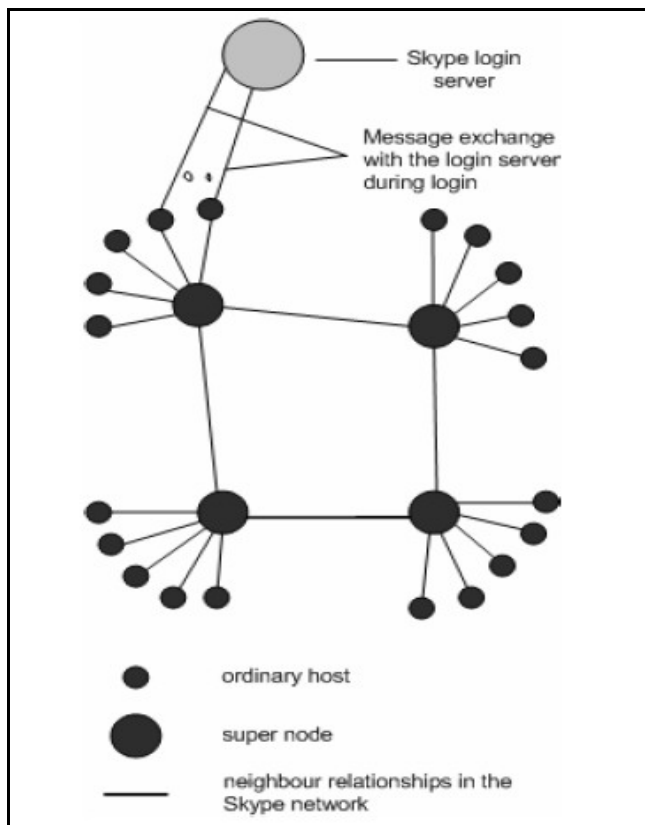 Skype login
server
Message exchange
with the login server
during login
ordinary host
super node
neighbour relationships in the
Skype network